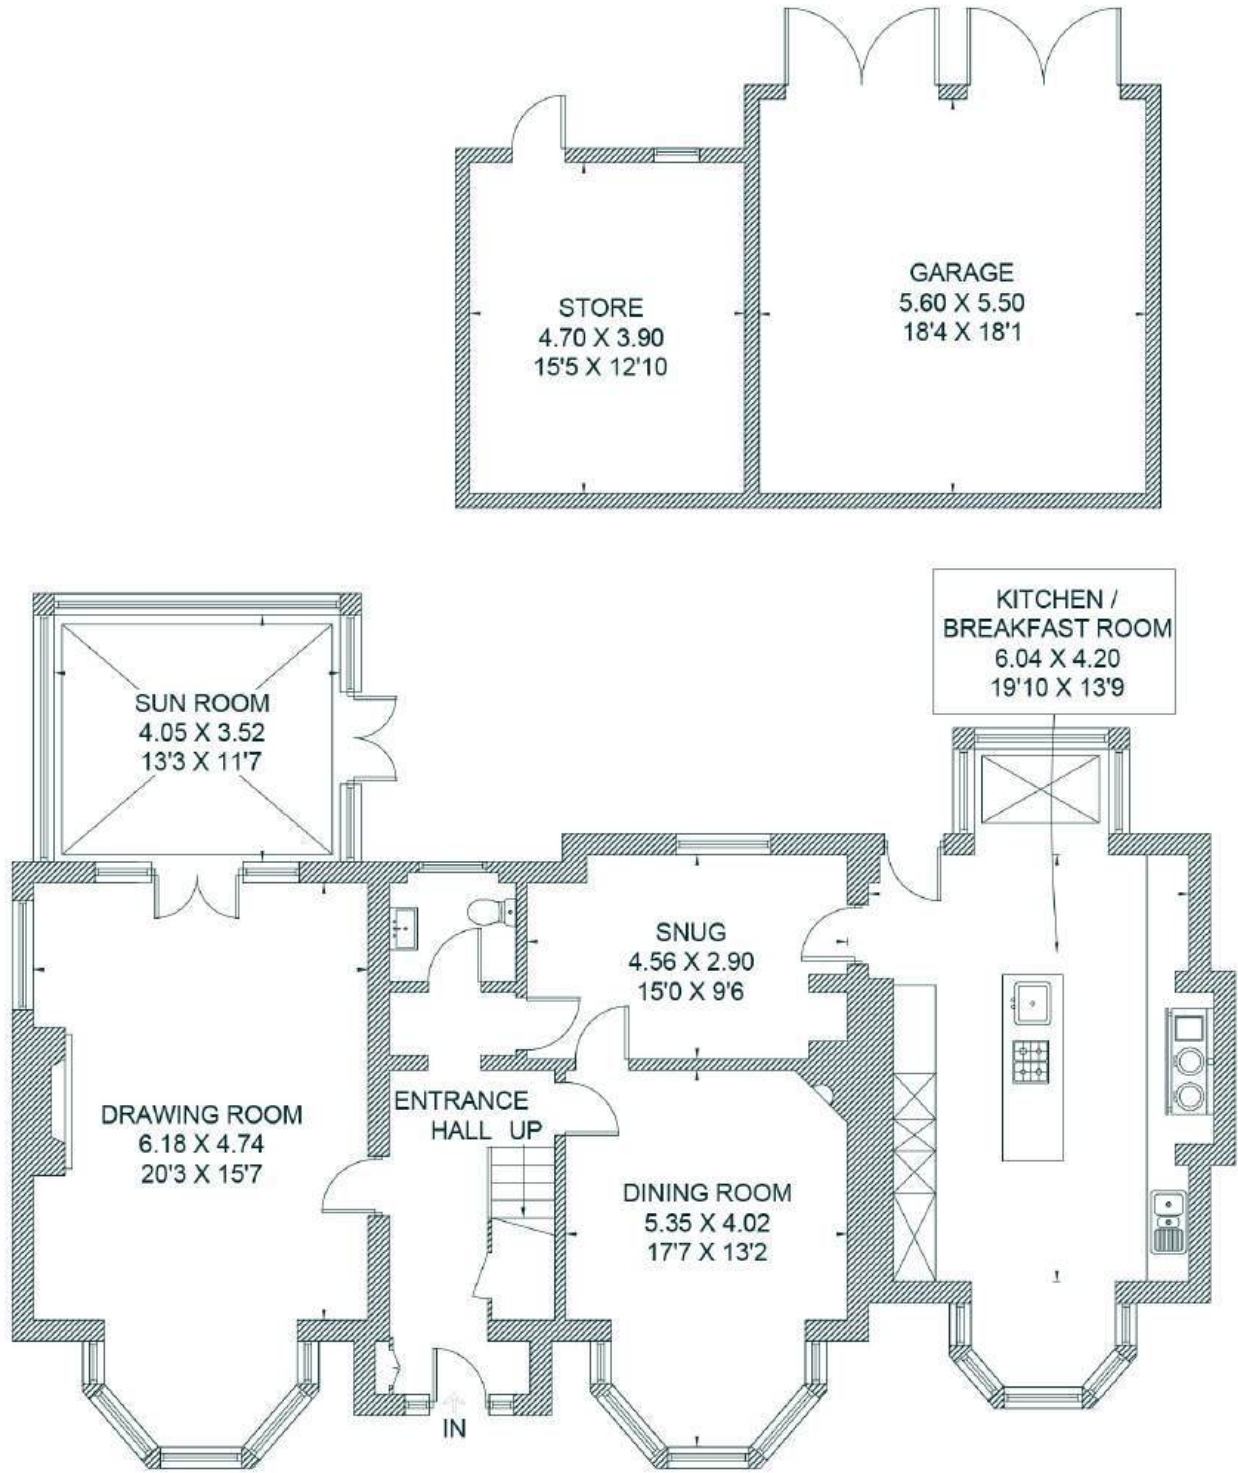 GARAGE
5.60 X 5.50
18'4 X 18'1
STORE
4.70 X 3.90
15'5 X 12'10
KITCHEN /
BREAKFAST ROOM
6.04 X 4.20
19'10 X 13'9
SUN ROOM
4.05 X 3.52
13'3 X 11'7
SNUG
4.56 X 2.90
15'0 X 9'6
DRAWING ROOM
6.18 X 4.74
20'3 X 15'7
ENTRANCE
HALL UP
DINING ROOM
5.35 X 4.02
17'7 X 13'2
IN